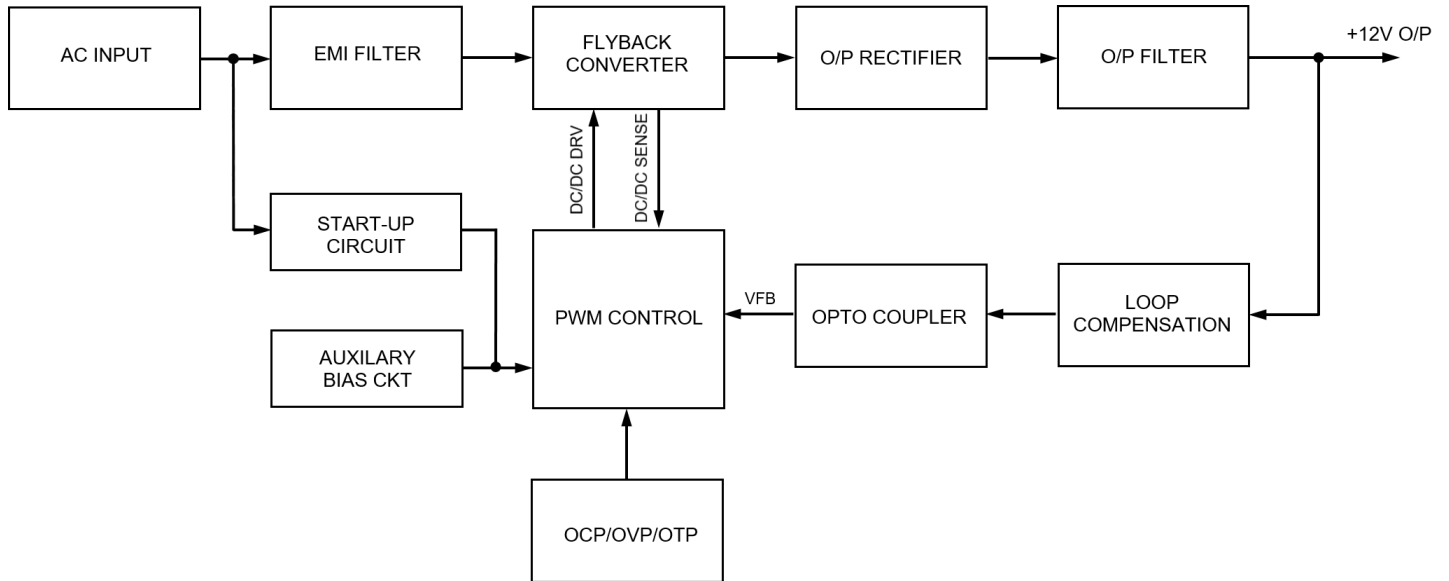 AC INPUT
EMI FILTER
FLYBACK
CONVERTER
O/P RECTIFIER
O/P FILTER
+12V O/P
DC/DC DRV
DC/DC SENSE
START-UP
CIRCUIT
AUXILARY
BIAS CKT
PWM CONTROL
VFB
OPTO COUPLER
LOOP
COMPENSATION
OCP/OVP/OTP